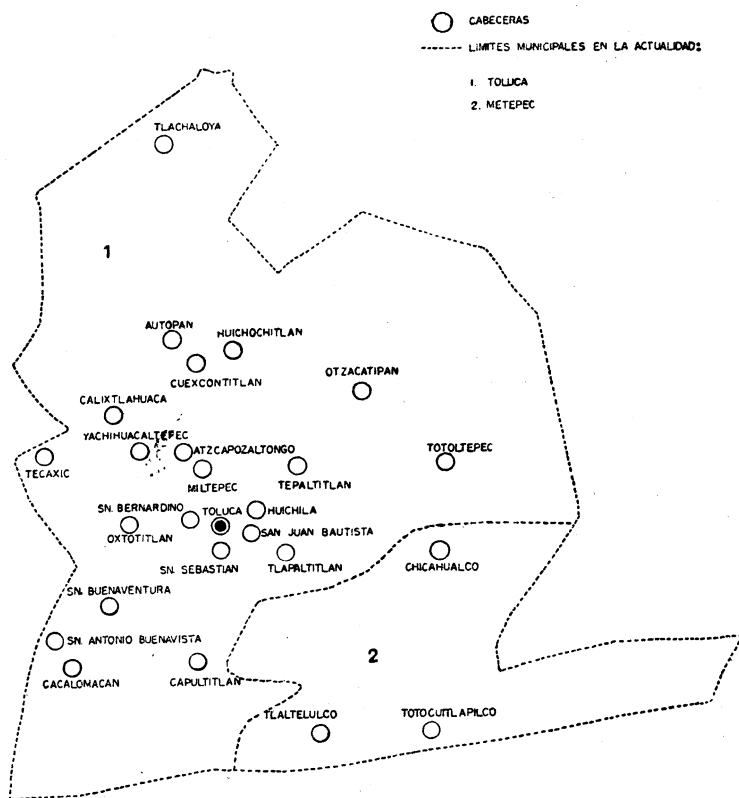 CABECERAS
LIMITES MUNICIPALES EN LA ACTUALIDAD:
1. TOLUCA
2. METEPEC
TLACHALOYA
1
AUTOPAN
HUICHOCHITLAN
CUEXCONTITLAN
OTZACATIPAN
CALIXTLAHUACA
YACHIHUACALTEPEC
ATZCAPOZALTONGO
TOTOLTEPEC
TECAXIC
MILTEPEC
TEPALTITLAN
SN. BERNARDINO
TOLUCA
HUICHILA
OXTOTITLAN
SAN JUAN BAUTISTA
SN. SEBASTIAN
TLAPALTITLAN
CHICAHUALCO
SN. BUENAVENTURA
SN. ANTONIO BUENAVISTA
2
CACALOMACAN
CAPULTITLAN
TLALTELULCO
TOTOCUITLAPILCO